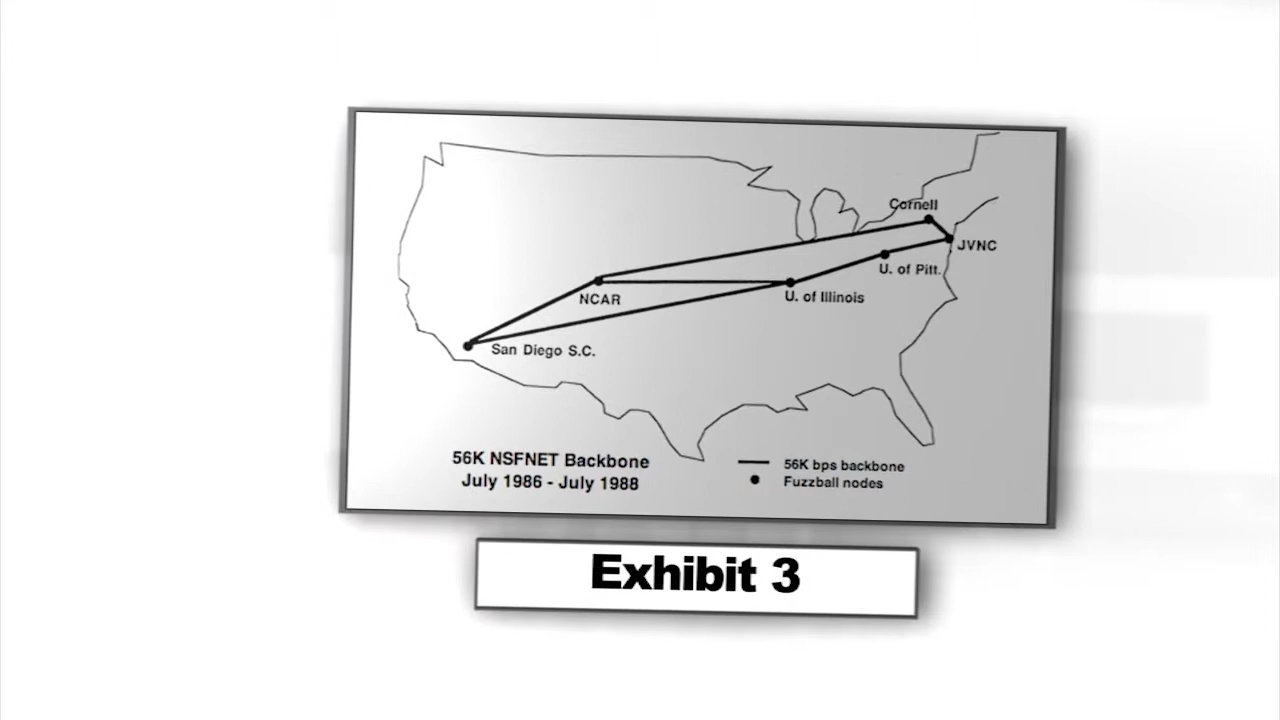 Cornell
JVNC
U. of Pitt.
NCAR
U. of Illinois
San Diego S.C.
56K NSFNET Backbone
July 1986 - July 1988
56K bps backbone
Fuzzball nodes
Exhibit 3